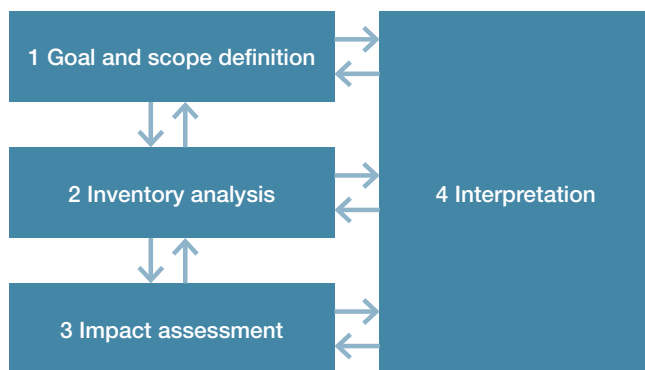 1 Goal and scope definition
2 Inventory analysis
4 Interpretation
3 Impact assessment